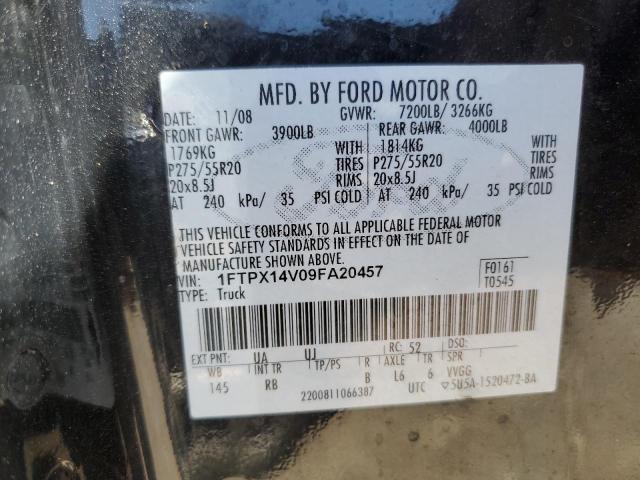 MFD. BY FORD MOTOR CO.
DATE: 11/08 GVWR: 7200LB/ 3266KG
FRONT GAWR: 3900LB REAR GAWR: 4000LB
1769KG WITH 1814KG WITH
P275/55R20 TIRES P275/55R20 TIRES
20x8.5J RIMS 20x8.5J RIMS
AT 240 kPa/ 35 PSI COLD AT 240 kPa/ 35 PSI COLD
Ford
THIS VEHICLE CONFORMS TO ALL APPLICABLE FEDERAL MOTOR
VEHICLE SAFETY STANDARDS IN EFFECT ON THE DATE OF
MANUFACTURE SHOWN ABOVE.
VIN: 1FTPX14V09FA20457 F0161
TYPE: Truck T0545
EXT PNT: UA UJ RC: 52 DSO:
WB INT TR TP/PS R AXLE TR SPR
145 RB B L6 6 VVGG
2200811066387 UTC ▽5U5A-1520472-BA